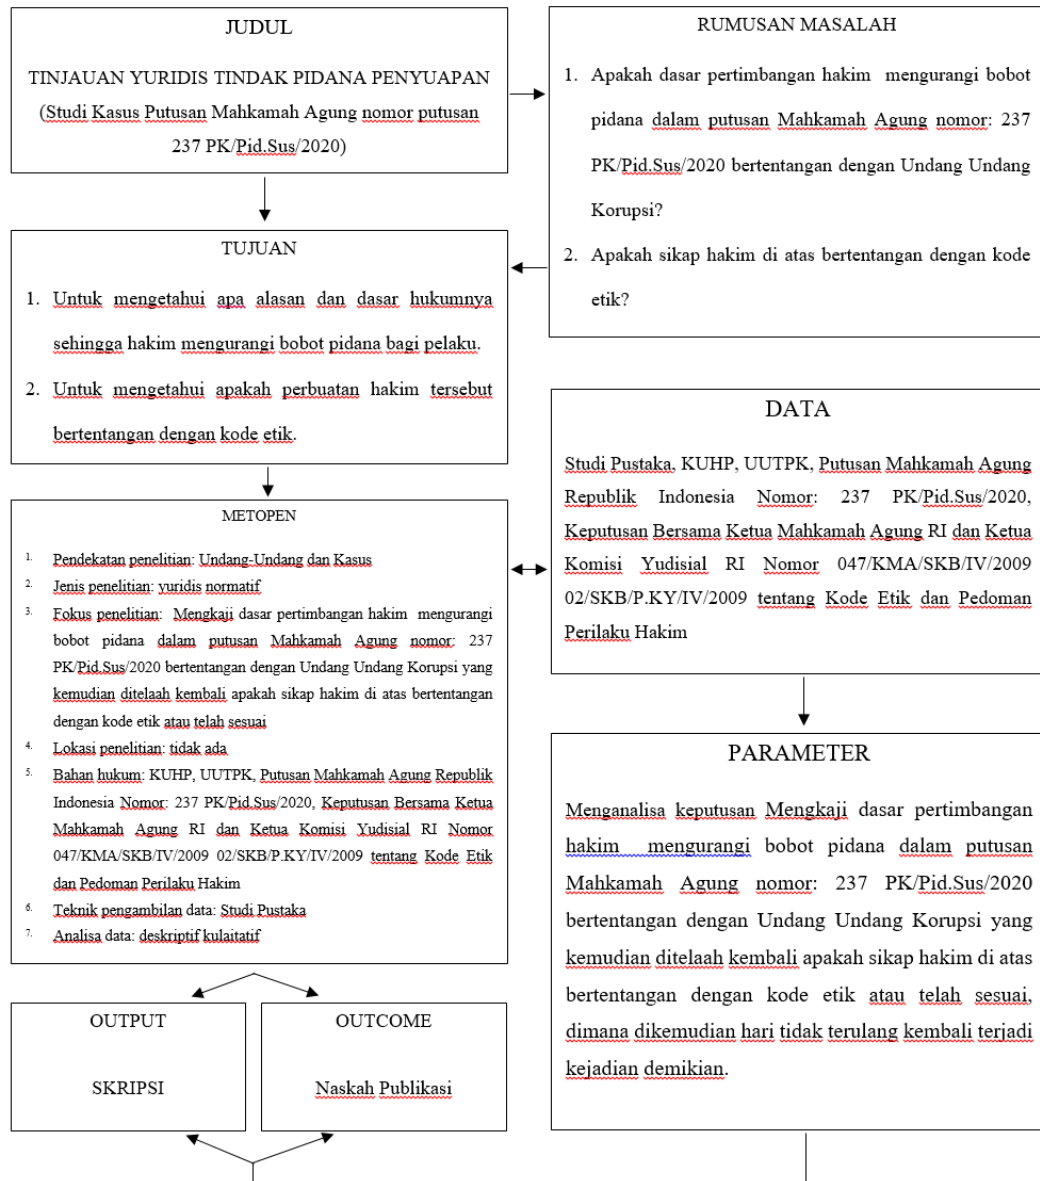 JUDUL
TINJAUAN YURIDIS TINDAK PIDANA PENYUAPAN
(Studi Kasus Putusan Mahkamah Agung nomor putusan
237 PK/Pid.Sus/2020)
RUMUSAN MASALAH
1. Apakah dasar pertimbangan hakim mengurangi bobot
pidana dalam putusan Mahkamah Agung nomor: 237
PK/Pid.Sus/2020 bertentangan dengan Undang Undang
Korupsi?
2. Apakah sikap hakim di atas bertentangan dengan kode
etik?
TUJUAN
1. Untuk mengetahui apa alasan dan dasar hukumnya
sehingga hakim mengurangi bobot pidana bagi pelaku.
2. Untuk mengetahui apakah perbuatan hakim tersebut
bertentangan dengan kode etik.
DATA
Studi Pustaka, KUHP, UUTPK, Putusan Mahkamah Agung
Republik Indonesia Nomor: 237 PK/Pid.Sus/2020,
Keputusan Bersama Ketua Mahkamah Agung RI dan Ketua
Komisi Yudisial RI Nomor 047/KMA/SKB/IV/2009
02/SKB/P.KY/IV/2009 tentang Kode Etik dan Pedoman
Perilaku Hakim
METOPEN
1. Pendekatan penelitian: Undang-Undang dan Kasus
2. Jenis penelitian: yuridis normatif
3. Fokus penelitian: Mengkaji dasar pertimbangan hakim mengurangi
bobot pidana dalam putusan Mahkamah Agung nomor: 237
PK/Pid.Sus/2020 bertentangan dengan Undang Undang Korupsi yang
kemudian ditelaah kembali apakah sikap hakim di atas bertentangan
dengan kode etik atau telah sesuai
4. Lokasi penelitian: tidak ada
5. Bahan hukum: KUHP, UUTPK, Putusan Mahkamah Agung Republik
Indonesia Nomor: 237 PK/Pid.Sus/2020, Keputusan Bersama Ketua
Mahkamah Agung RI dan Ketua Komisi Yudisial RI Nomor
047/KMA/SKB/IV/2009 02/SKB/P.KY/IV/2009 tentang Kode Etik
dan Pedoman Perilaku Hakim
6. Teknik pengambilan data: Studi Pustaka
7. Analisa data: deskriptif kulaitatif
PARAMETER
Menganalisa keputusan Mengkaji dasar pertimbangan
hakim mengurangi bobot pidana dalam putusan
Mahkamah Agung nomor: 237 PK/Pid.Sus/2020
bertentangan dengan Undang Undang Korupsi yang
kemudian ditelaah kembali apakah sikap hakim di atas
bertentangan dengan kode etik atau telah sesuai,
dimana dikemudian hari tidak terulang kembali terjadi
kejadian demikian.
OUTPUT
SKRIPSI
OUTCOME
Naskah Publikasi